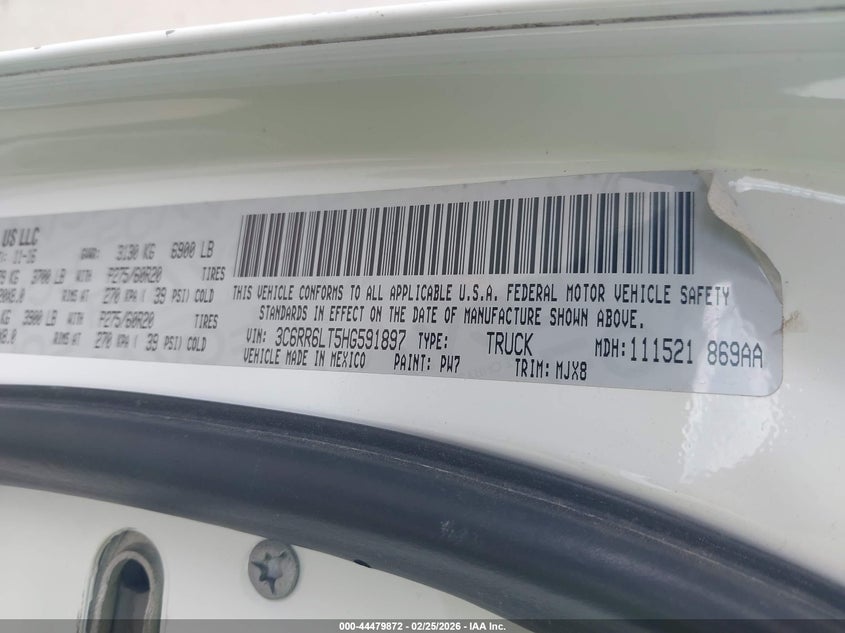 US LLC
11-16 GAWR: 3130 KG 6900 LB
KG 3700 LB WITH P275/60R20 TIRES
20X8.0 RIMS AT 270 KPA ( 39 PSI) COLD
KG 3900 LB WITH P275/60R20 TIRES
RIMS AT 270 KPA ( 39 PSI) COLD
THIS VEHICLE CONFORMS TO ALL APPLICABLE U.S.A. FEDERAL MOTOR VEHICLE SAFETY
STANDARDS IN EFFECT ON THE DATE OF MANUFACTURE SHOWN ABOVE.
VIN: 3C6RR6LT5HG591897 TYPE: TRUCK MDH: 111521 869AA
VEHICLE MADE IN MEXICO PAINT: PW7 TRIM: MJX8
000-44479872 - 02/25/2026 - IAA Inc.